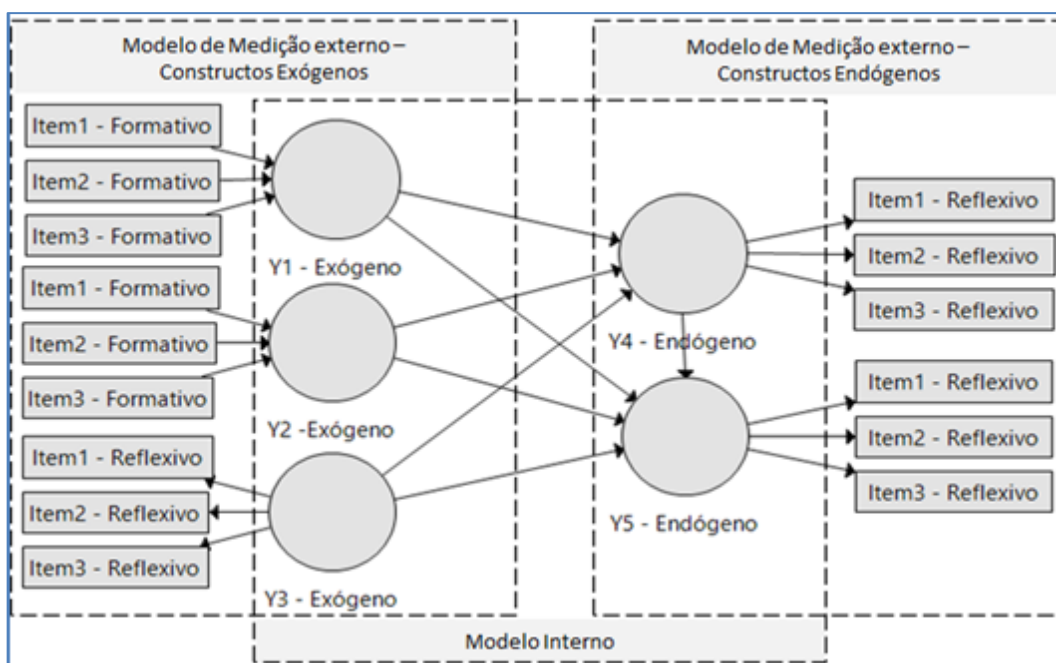 Modelo de Medição externo –
Constructos Exógenos
Modelo de Medição externo –
Constructos Endógenos
Item1 - Formativo
Item2 - Formativo
Item3 - Formativo
Y1 - Exógeno
Item1 - Formativo
Item2 - Formativo
Item3 - Formativo
Y2 -Exógeno
Item1 - Reflexivo
Item2 - Reflexivo
Item3 - Reflexivo
Y3 - Exógeno
Y4 - Endógeno
Item1 - Reflexivo
Item2 - Reflexivo
Item3 - Reflexivo
Y5 - Endógeno
Item1 - Reflexivo
Item2 - Reflexivo
Item3 - Reflexivo
Modelo Interno